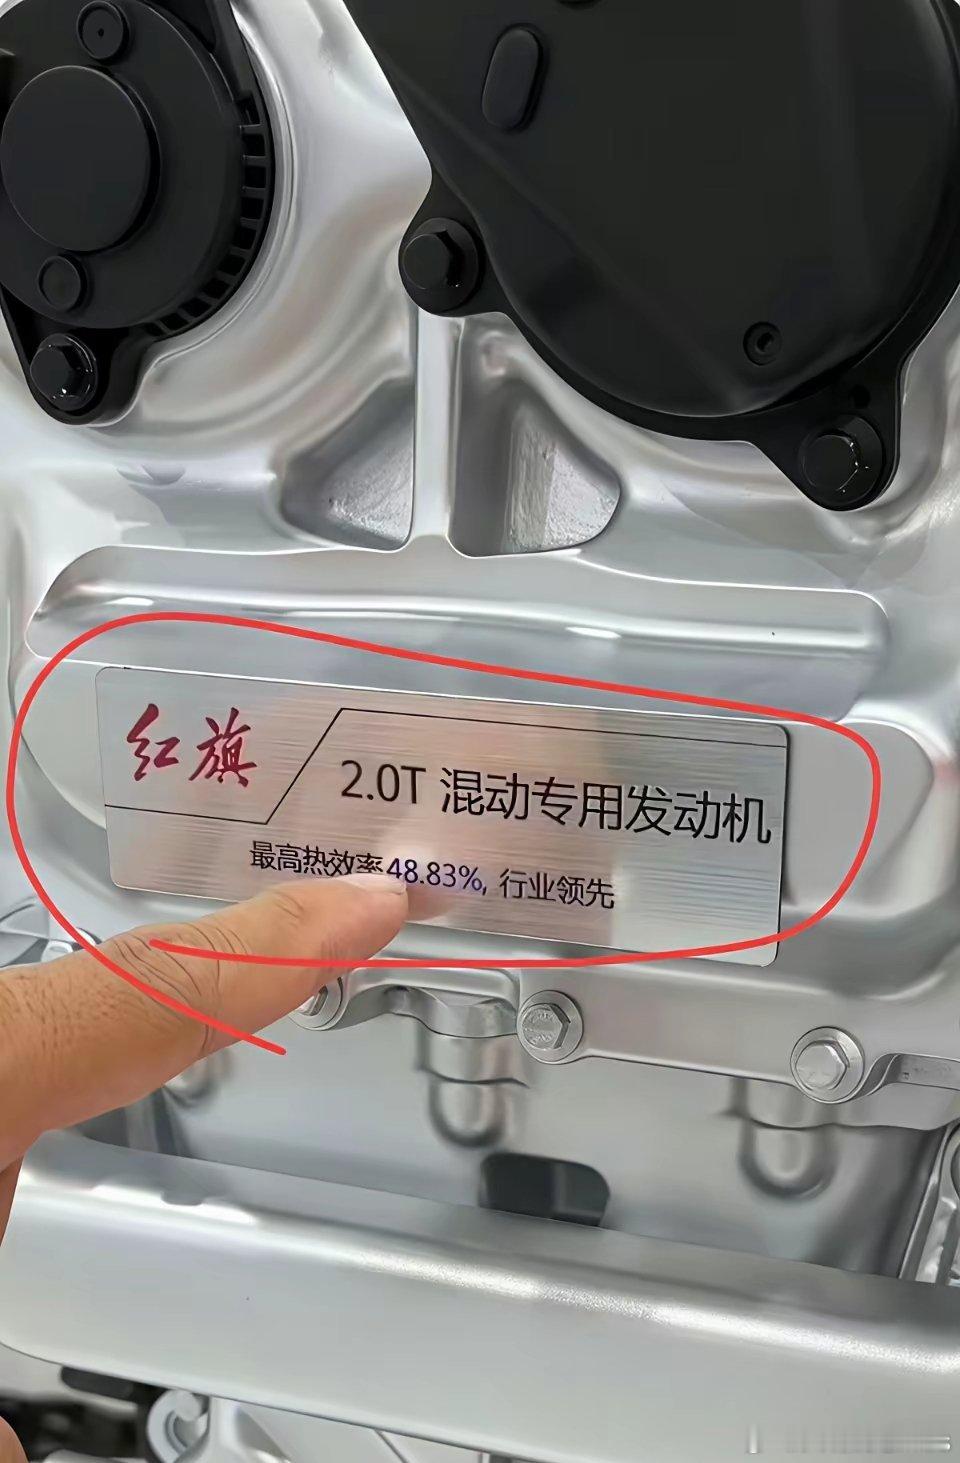 红旗
2.0T 混动专用发动机
最高热效率48.83%, 行业领先